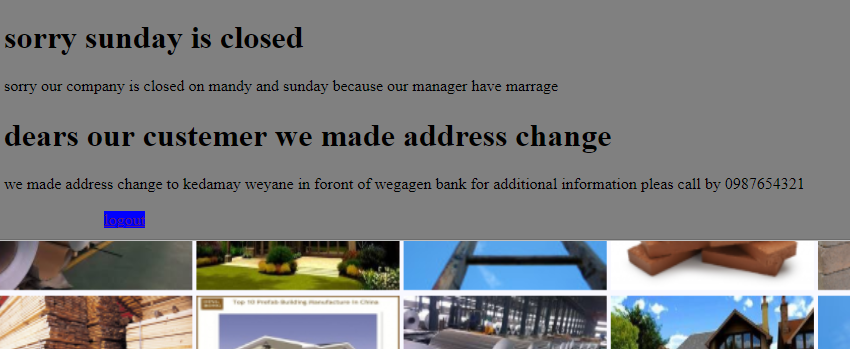 sorry sunday is closed
sorry our company is closed on mandy and sunday because our manager have marrage
dears our custemer we made address change
we made address change to kedamay weyane in foront of wegagen bank for additional information pleas call by 0987654321
logout
Top 10 Prefab Building Manufacture in China